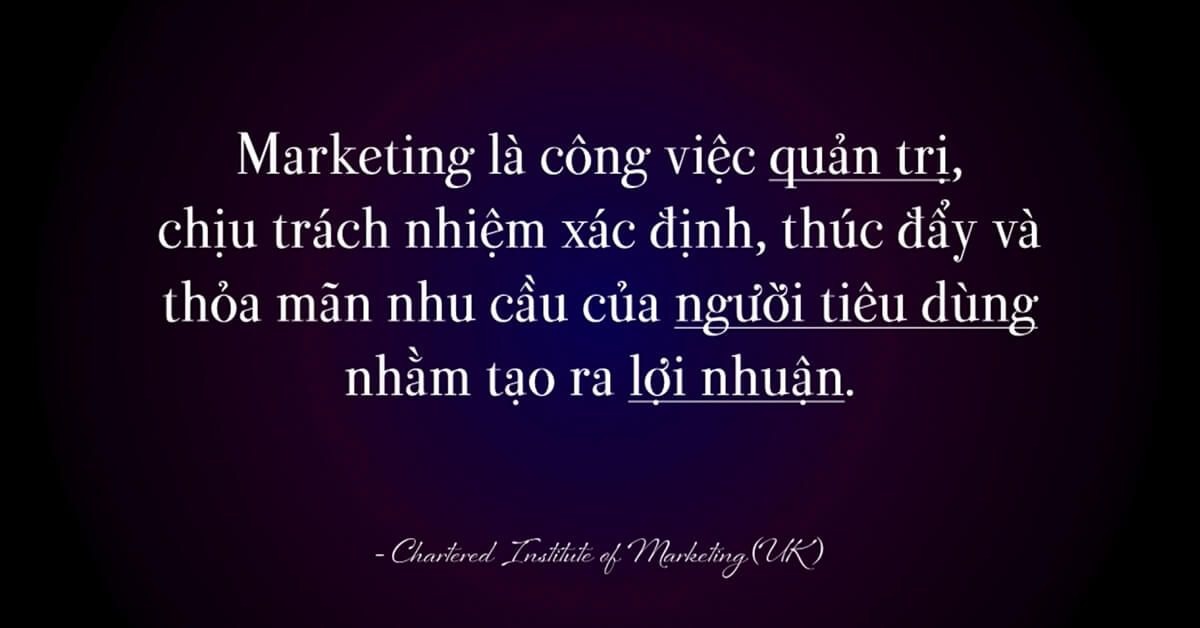 Marketing là công việc quản trị,
chịu trách nhiệm xác định, thúc đẩy và
thỏa mãn nhu cầu của người tiêu dùng
nhằm tạo ra lợi nhuận.
- Chartered Institute of Marketing (UK)